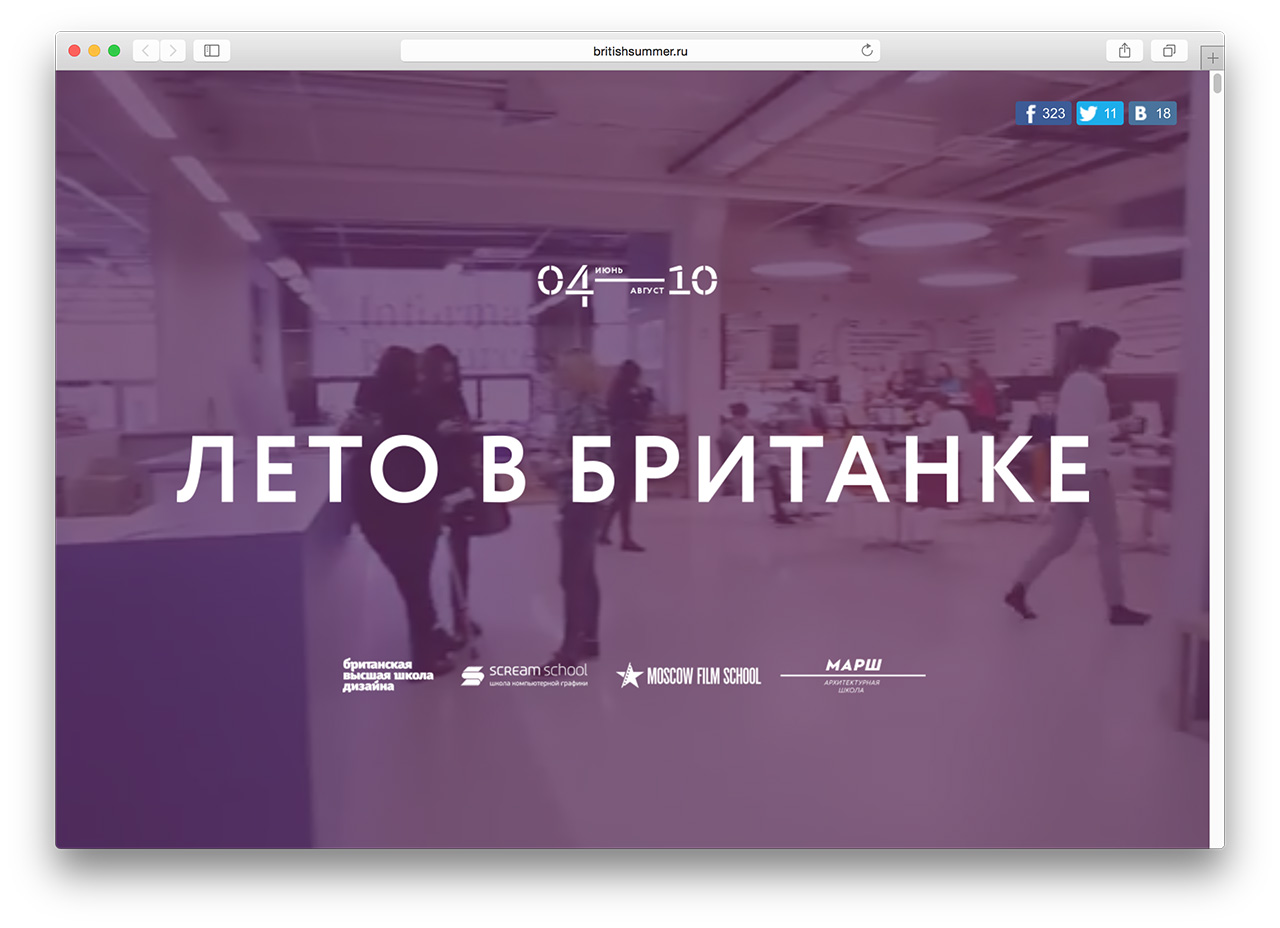 britishsummer.ru
323 11 В 18
04 ИЮНЬ
АВГУСТ 10
Informa
ЛЕТО В БРИТАНКЕ
британская
высшая школа
дизайна
SCREAM SCHOOL
школа компьютерной графики
MOSCOW FILM SCHOOL
МАРШ
АРХИТЕКТУРНАЯ
ШКОЛА